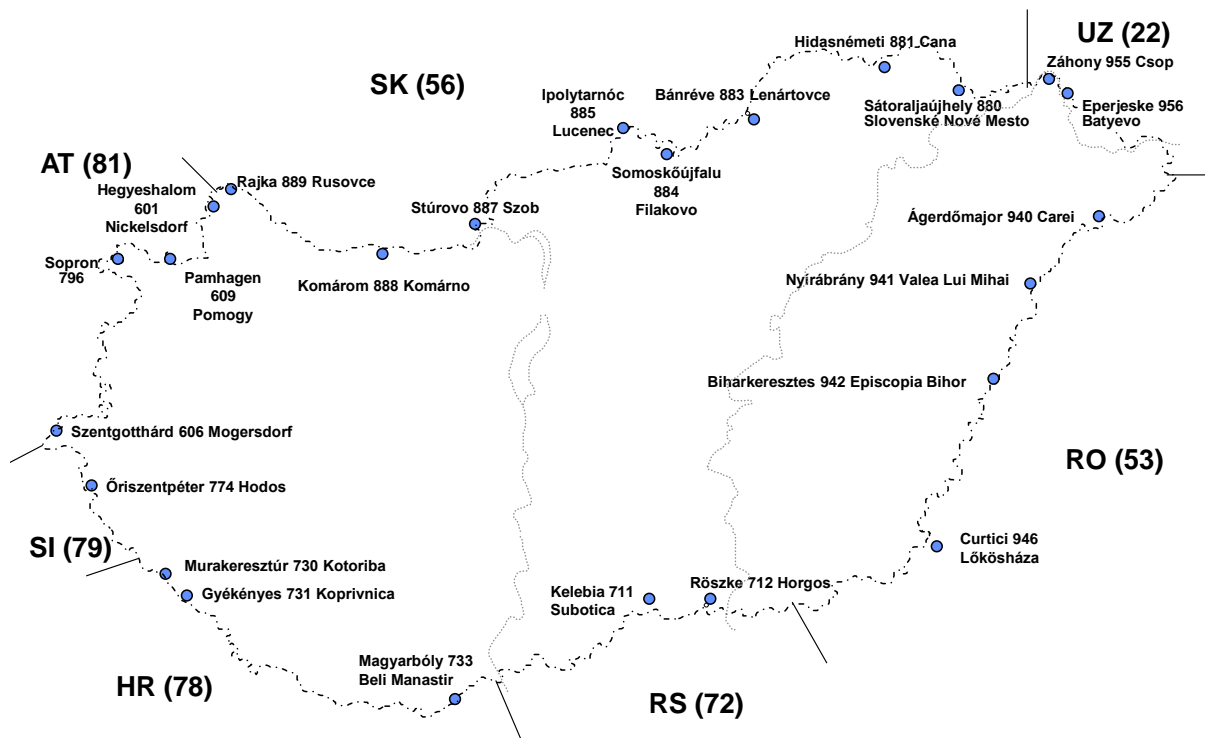 UZ (22)
Hidasnémeti 881 Cana
Záhony 955 Csop
SK (56)
Ipolytarnóc
885
Lucenec
Bánréve 883 Lenártovce
Sátoraljaújhely 880
Slovenské Nové Mesto
Eperjeske 956
Batyevo
AT (81)
Hegyeshalom
601
Nickelsdorf
Rajka 889 Rusovce
Somoskőújfalu
884
Filakovo
Stúrovo 887 Szob
Ágerdőmajor 940 Carei
Sopron
796
Pamhagen
609
Pomogy
Komárom 888 Komárno
Nyírábrány 941 Valea Lui Mihai
Biharkeresztes 942 Episcopia Bihor
Szentgotthárd 606 Mogersdorf
RO (53)
Őriszentpéter 774 Hodos
SI (79)
Curtici 946
Lőkösháza
Murakeresztúr 730 Kotoriba
Gyékényes 731 Koprivnica
Kelebia 711
Subotica
Röszke 712 Horgos
Magyarbóly 733
Beli Manastir
HR (78)
RS (72)